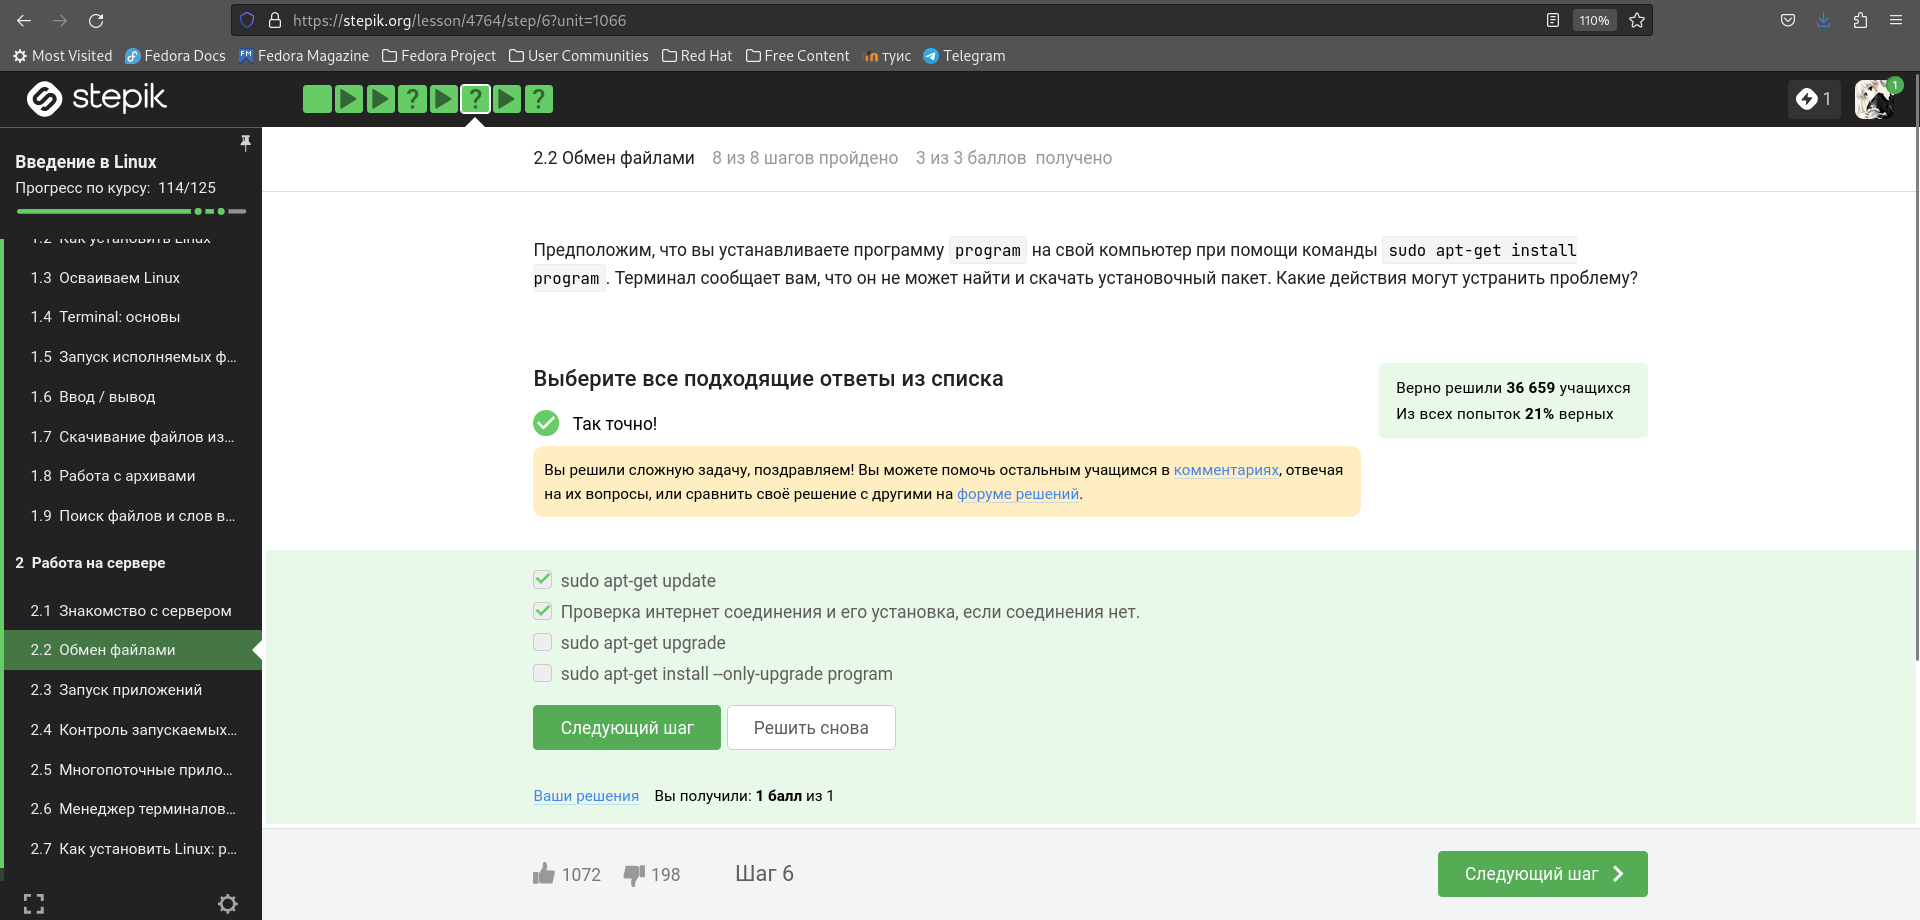 https://stepik.org/lesson/4764/step/6?unit=1066
110%
Most Visited
Fedora Docs
Fedora Magazine
Fedora Project
User Communities
Red Hat
Free Content
туис
Telegram
stepik
1
1
Введение в Linux
Прогресс по курсу: 114/125
1.2 Как установить Linux
1.3 Осваиваем Linux
1.4 Terminal: основы
1.5 Запуск исполняемых ф...
1.6 Ввод / вывод
1.7 Скачивание файлов из...
1.8 Работа с архивами
1.9 Поиск файлов и слов в...
2 Работа на сервере
2.1 Знакомство с сервером
2.2 Обмен файлами
2.3 Запуск приложений
2.4 Контроль запускаемых...
2.5 Многопоточные прило...
2.6 Менеджер терминалов...
2.7 Как установить Linux: р...
2.2 Обмен файлами 8 из 8 шагов пройдено 3 из 3 баллов получено
Предположим, что вы устанавливаете программу program на свой компьютер при помощи команды sudo apt-get install
program. Терминал сообщает вам, что он не может найти и скачать установочный пакет. Какие действия могут устранить проблему?
Выберите все подходящие ответы из списка
Верно решили 36 659 учащихся
Из всех попыток 21% верных
Так точно!
Вы решили сложную задачу, поздравляем! Вы можете помочь остальным учащимся в комментариях, отвечая
на их вопросы, или сравнить своё решение с другими на форуме решений.
sudo apt-get update
Проверка интернет соединения и его установка, если соединения нет.
sudo apt-get upgrade
sudo apt-get install --only-upgrade program
Следующий шаг
Решить снова
Ваши решения Вы получили: 1 балл из 1
1072
198
Шаг 6
Следующий шаг